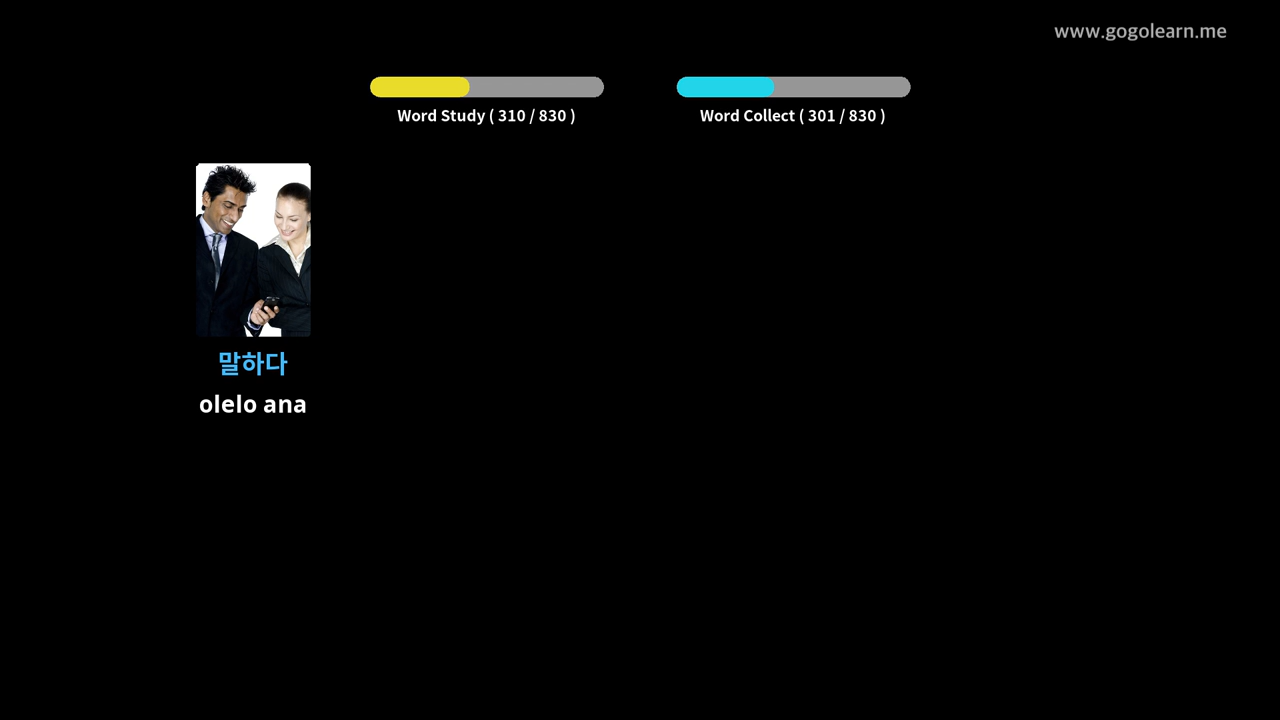 www.gogolearn.me
Word Study ( 310 / 830 )
Word Collect ( 301 / 830 )
말하다
olelo ana